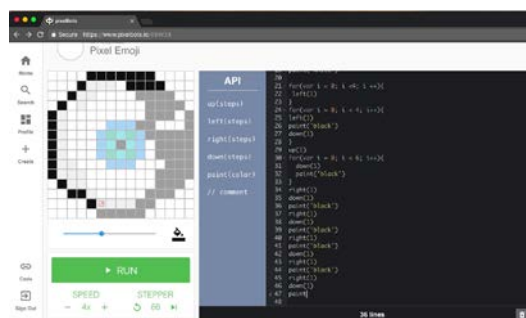 pixelbots
Secure https://www.pixelbots.io/
Pixel Emoji
Home
Search
Profile
Create
Sign Out
RUN
SPEED
STEPPER
- 4x +
66
API
up(steps)
left(steps)
right(steps)
down(steps)
paint(color)
// comment
21 for(var i = 0; i <4; i ++){
22 left(1)
23 }
24 for(var i = 0; i < 4; i++){
25 left(1)
26 paint('black')
27 down(1)
28 }
29 up(1)
30 for(var i = 0; i < 6; i++){
31 down(1)
32 paint('black')
33 }
34 right(1)
35 down(1)
36 paint('black')
37 right(1)
38 down(1)
39 paint('black')
40 right(1)
41 paint('black')
42 down(1)
43 right(1)
44 paint('black')
45 right(1)
46 down(1)
47 paint
48
36 lines